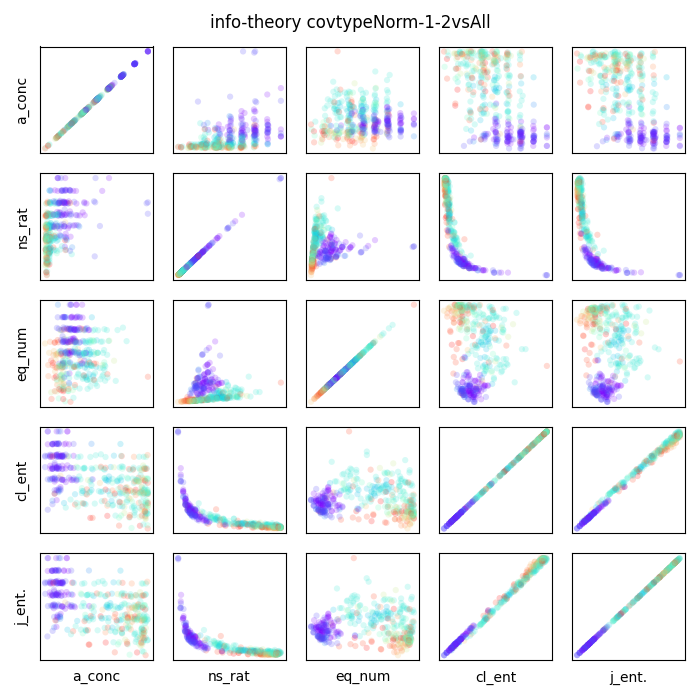 info-theory covtypeNorm-1-2vsAll
a_conc
ns_rat
eq_num
cl_ent
j_ent.
a_conc ns_rat eq_num cl_ent j_ent.